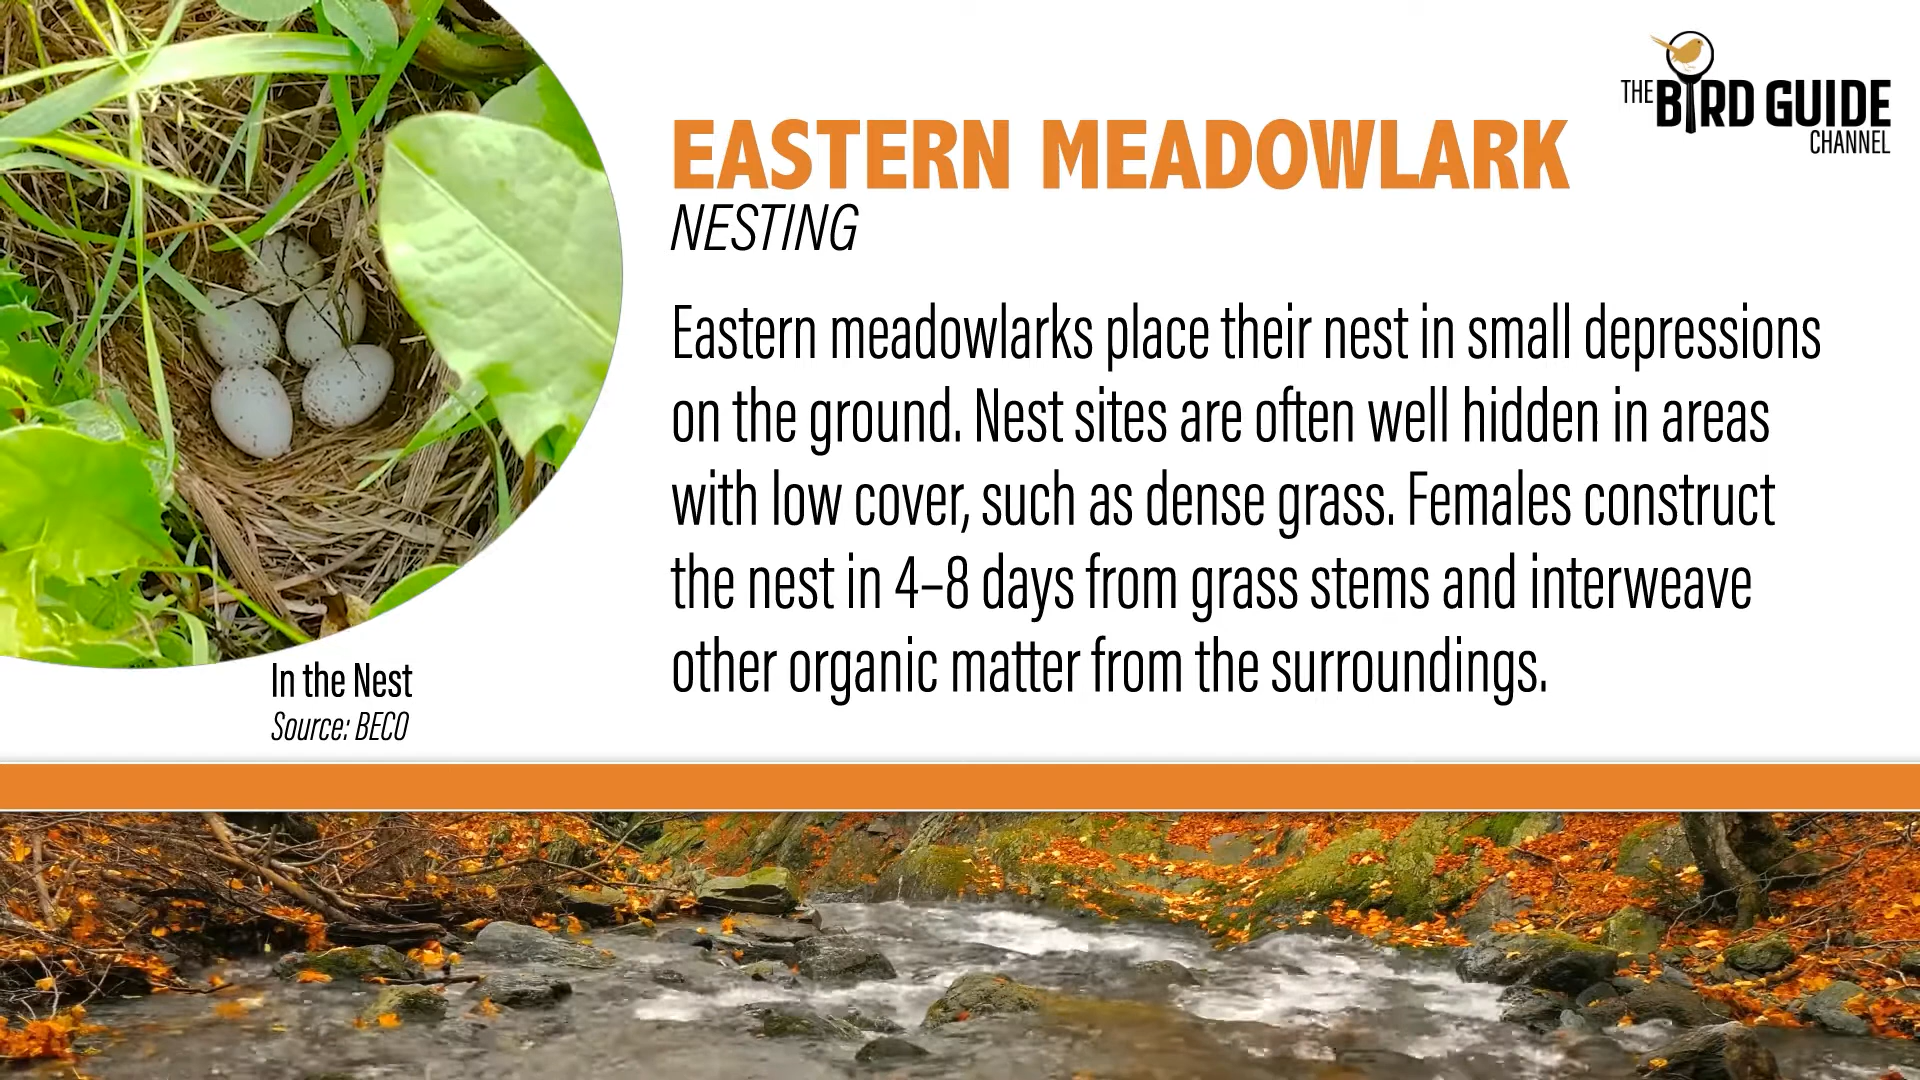 THE BIRD GUIDE
CHANNEL
EASTERN MEADOWLARK
NESTING
Eastern meadowlarks place their nest in small depressions
on the ground. Nest sites are often well hidden in areas
with low cover, such as dense grass. Females construct
the nest in 4–8 days from grass stems and interweave
other organic matter from the surroundings.
In the Nest
Source: BECO